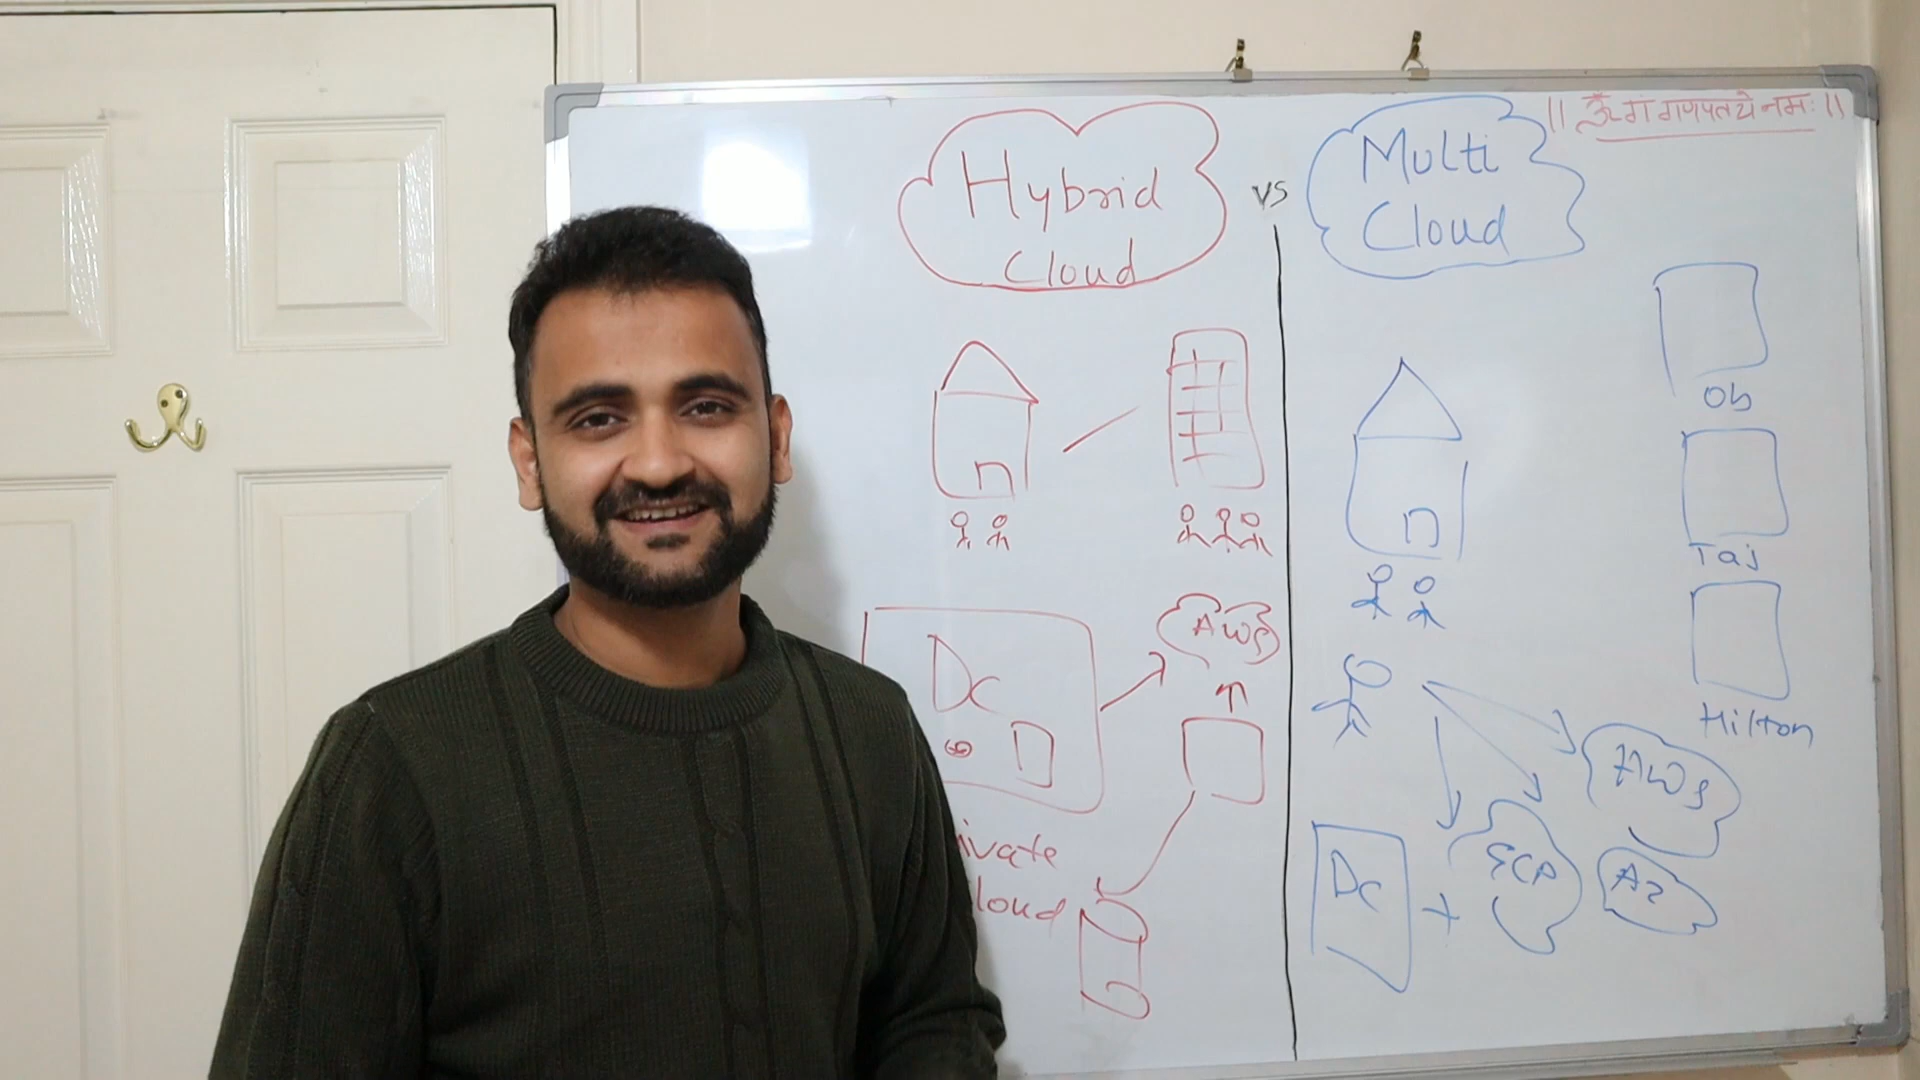 || ॐ गं गणपतये नमः ||
Hybrid
Cloud
vs
Multi
Cloud
Ob
Taj
Hilton
AWS
DC
ivate
loud
AWS
GCP
Az
DC +